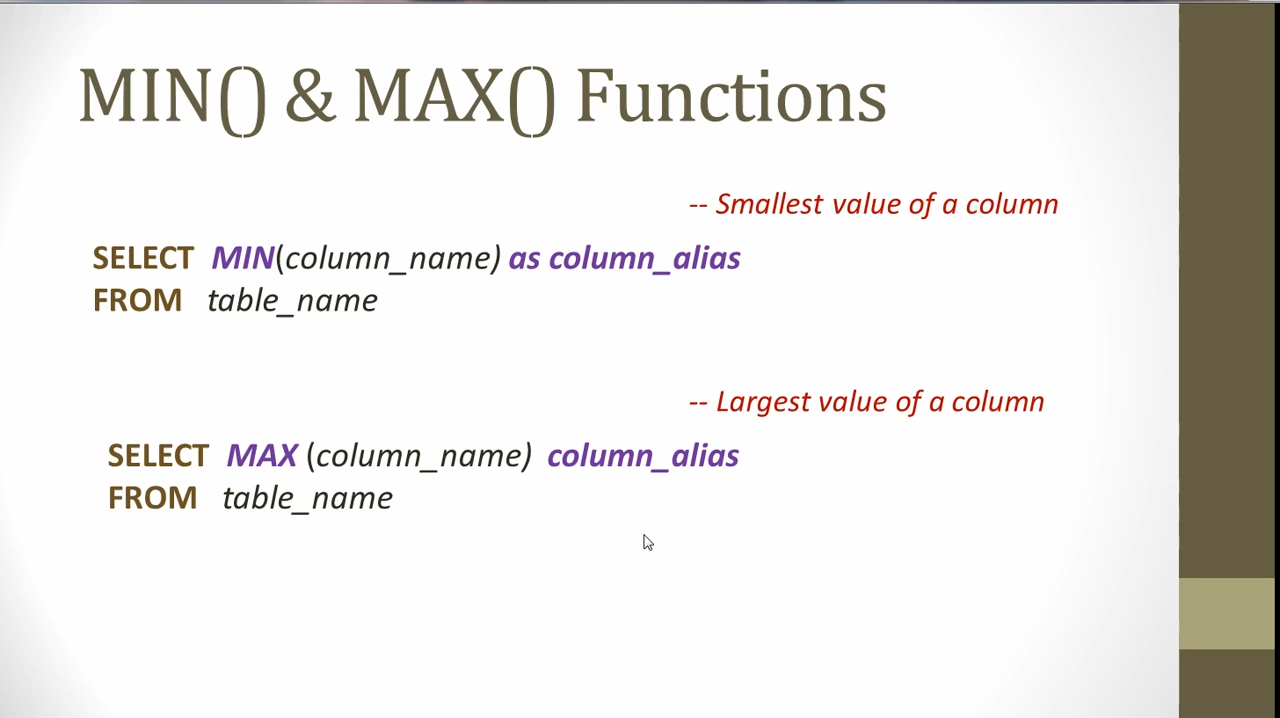 MIN() & MAX() Functions
-- Smallest value of a column
SELECT MIN(column_name) as column_alias
FROM table_name
-- Largest value of a column
SELECT MAX (column_name) column_alias
FROM table_name